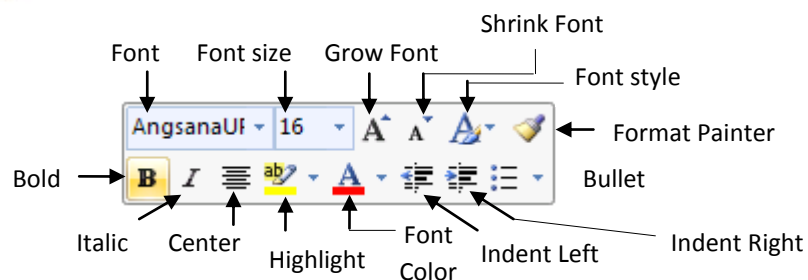 Shrink Font
Font Font size Grow Font
Font style
AngsanaUF 16 A A A
Format Painter
Bold B I ab A Bullet
Italic Center Highlight Font Color Indent Left Indent Right